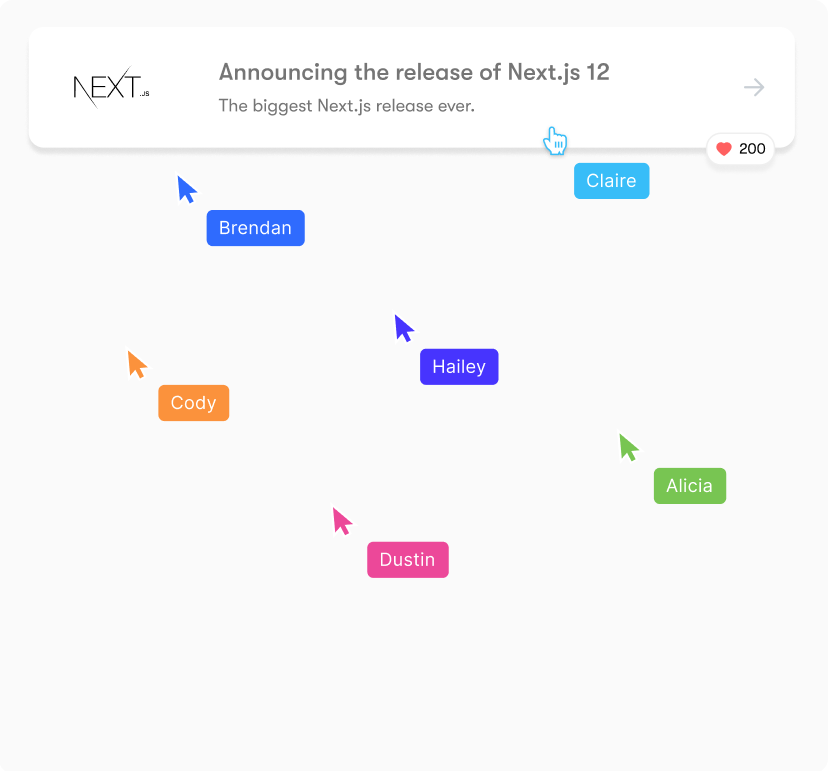 NEXT.JS
Announcing the release of Next.js 12
The biggest Next.js release ever.
200
Claire
Brendan
Hailey
Cody
Alicia
Dustin